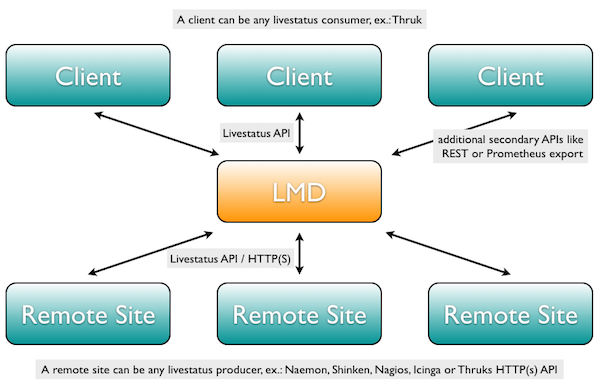 A client can be any livestatus consumer, ex.: Thruk
Client
Client
Client
Livestatus API
additional secondary APIs like
REST or Prometheus export
LMD
Livestatus API / HTTP(S)
Remote Site
Remote Site
Remote Site
A remote site can be any livestatus producer, ex.: Naemon, Shinken, Nagios, Icinga or Thruks HTTP(s) API